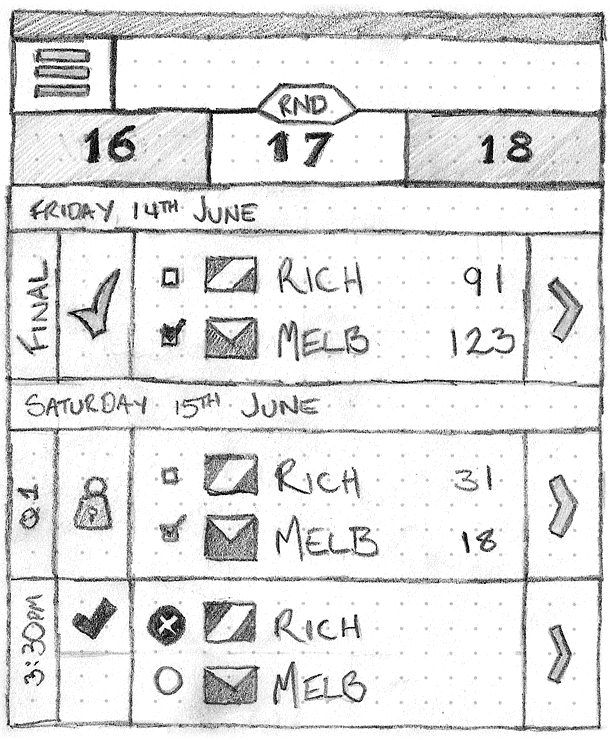 RND
16 17 18
FRIDAY 14TH JUNE
FINAL
RICH 91
MELB 123
SATURDAY 15TH JUNE
Q1
RICH 31
MELB 18
3:30PM
RICH
MELB